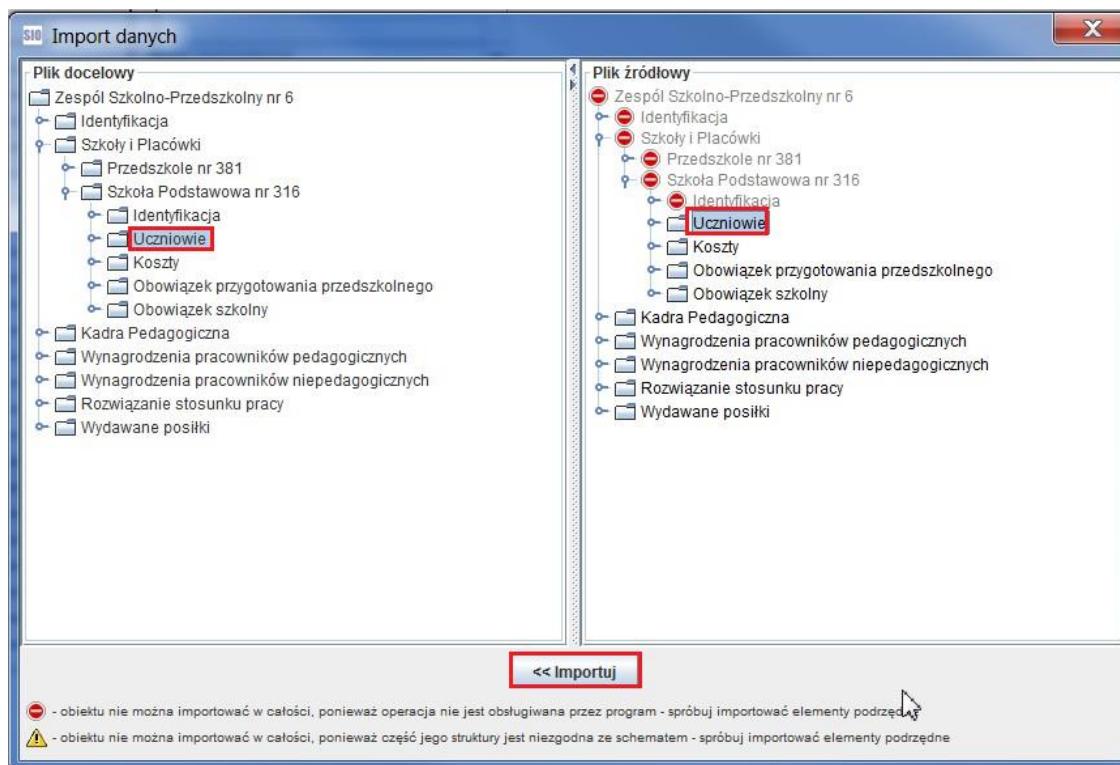 SIO Import danych
X
Plik docelowy
Zespól Szkolno-Przedszkolny nr 6
Identyfikacja
Szkoły i Placówki
Przedszkole nr 381
Szkoła Podstawowa nr 316
Identyfikacja
Uczniowie
Koszty
Obowiązek przygotowania przedszkolnego
Obowiązek szkolny
Kadra Pedagogiczna
Wynagrodzenia pracowników pedagogicznych
Wynagrodzenia pracowników niepedagogicznych
Rozwiązanie stosunku pracy
Wydawane posiłki
Plik źródłowy
Zespól Szkolno-Przedszkolny nr 6
Identyfikacja
Szkoły i Placówki
Przedszkole nr 381
Szkoła Podstawowa nr 316
Identyfikacja
Uczniowie
Koszty
Obowiązek przygotowania przedszkolnego
Obowiązek szkolny
Kadra Pedagogiczna
Wynagrodzenia pracowników pedagogicznych
Wynagrodzenia pracowników niepedagogicznych
Rozwiązanie stosunku pracy
Wydawane posiłki
<< Importuj
- obiektu nie można importować w całości, ponieważ operacja nie jest obsługiwana przez program - spróbuj importować elementy
- obiektu nie można importować w całości, ponieważ część jego struktury jest niezgodna ze schematem - spróbuj importować elementy podrzędne